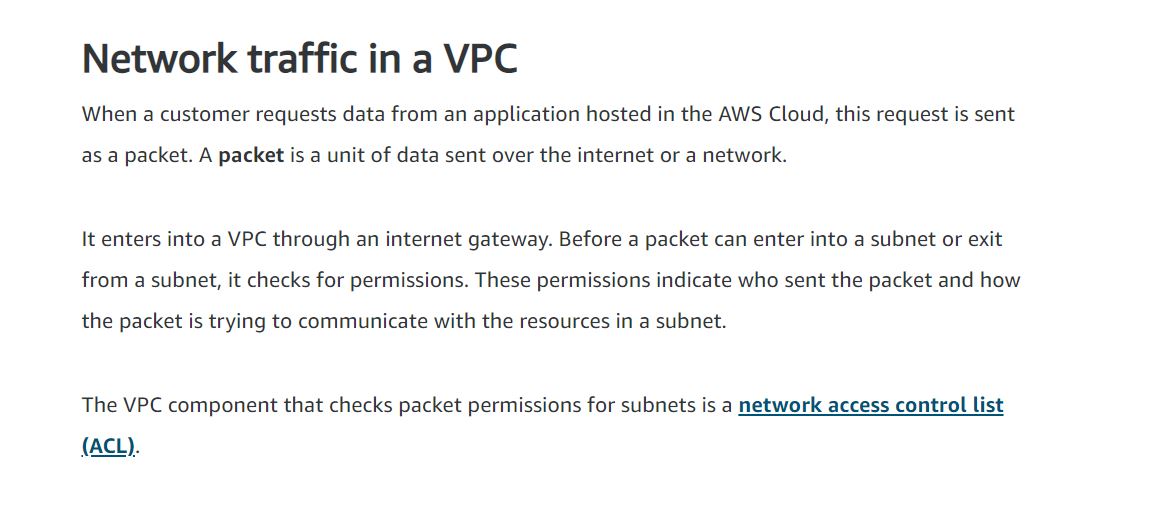 Network traffic in a VPC
When a customer requests data from an application hosted in the AWS Cloud, this request is sent
as a packet. A packet is a unit of data sent over the internet or a network.
It enters into a VPC through an internet gateway. Before a packet can enter into a subnet or exit
from a subnet, it checks for permissions. These permissions indicate who sent the packet and how
the packet is trying to communicate with the resources in a subnet.
The VPC component that checks packet permissions for subnets is a network access control list
(ACL).